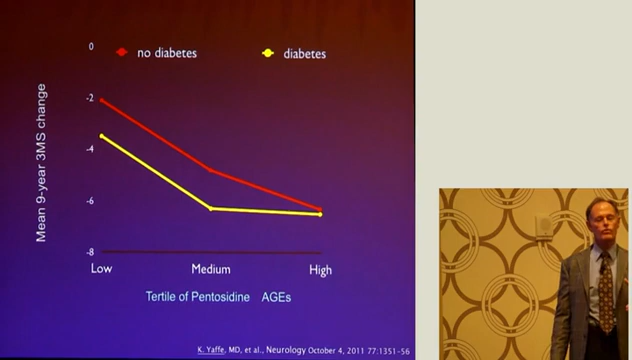 0
no diabetes
diabetes
-2
-4
-6
-8
Mean 9-year 3MS change
Low
Medium
High
Tertile of Pentosidine AGEs
K. Yaffe, MD, et al., Neurology October 4, 2011 77:1351-56